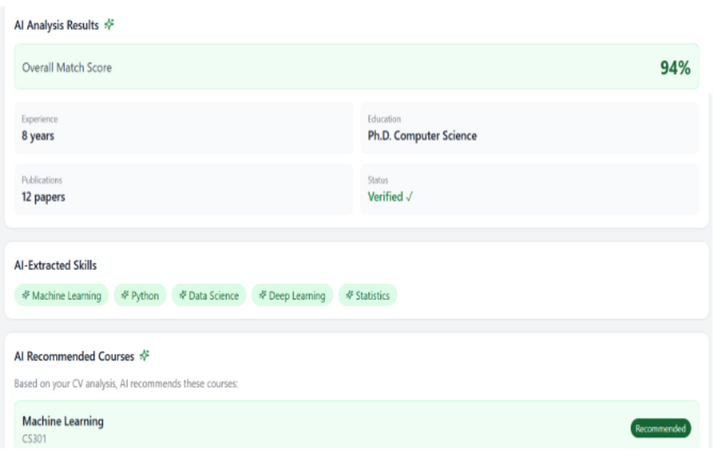 AI Analysis Results
Overall Match Score 94%
Experience
8 years
Education
Ph.D. Computer Science
Publications
12 papers
Status
Verified ✓
AI-Extracted Skills
Machine Learning Python Data Science Deep Learning Statistics
AI Recommended Courses
Based on your CV analysis, AI recommends these courses:
Machine Learning
CS301
Recommended